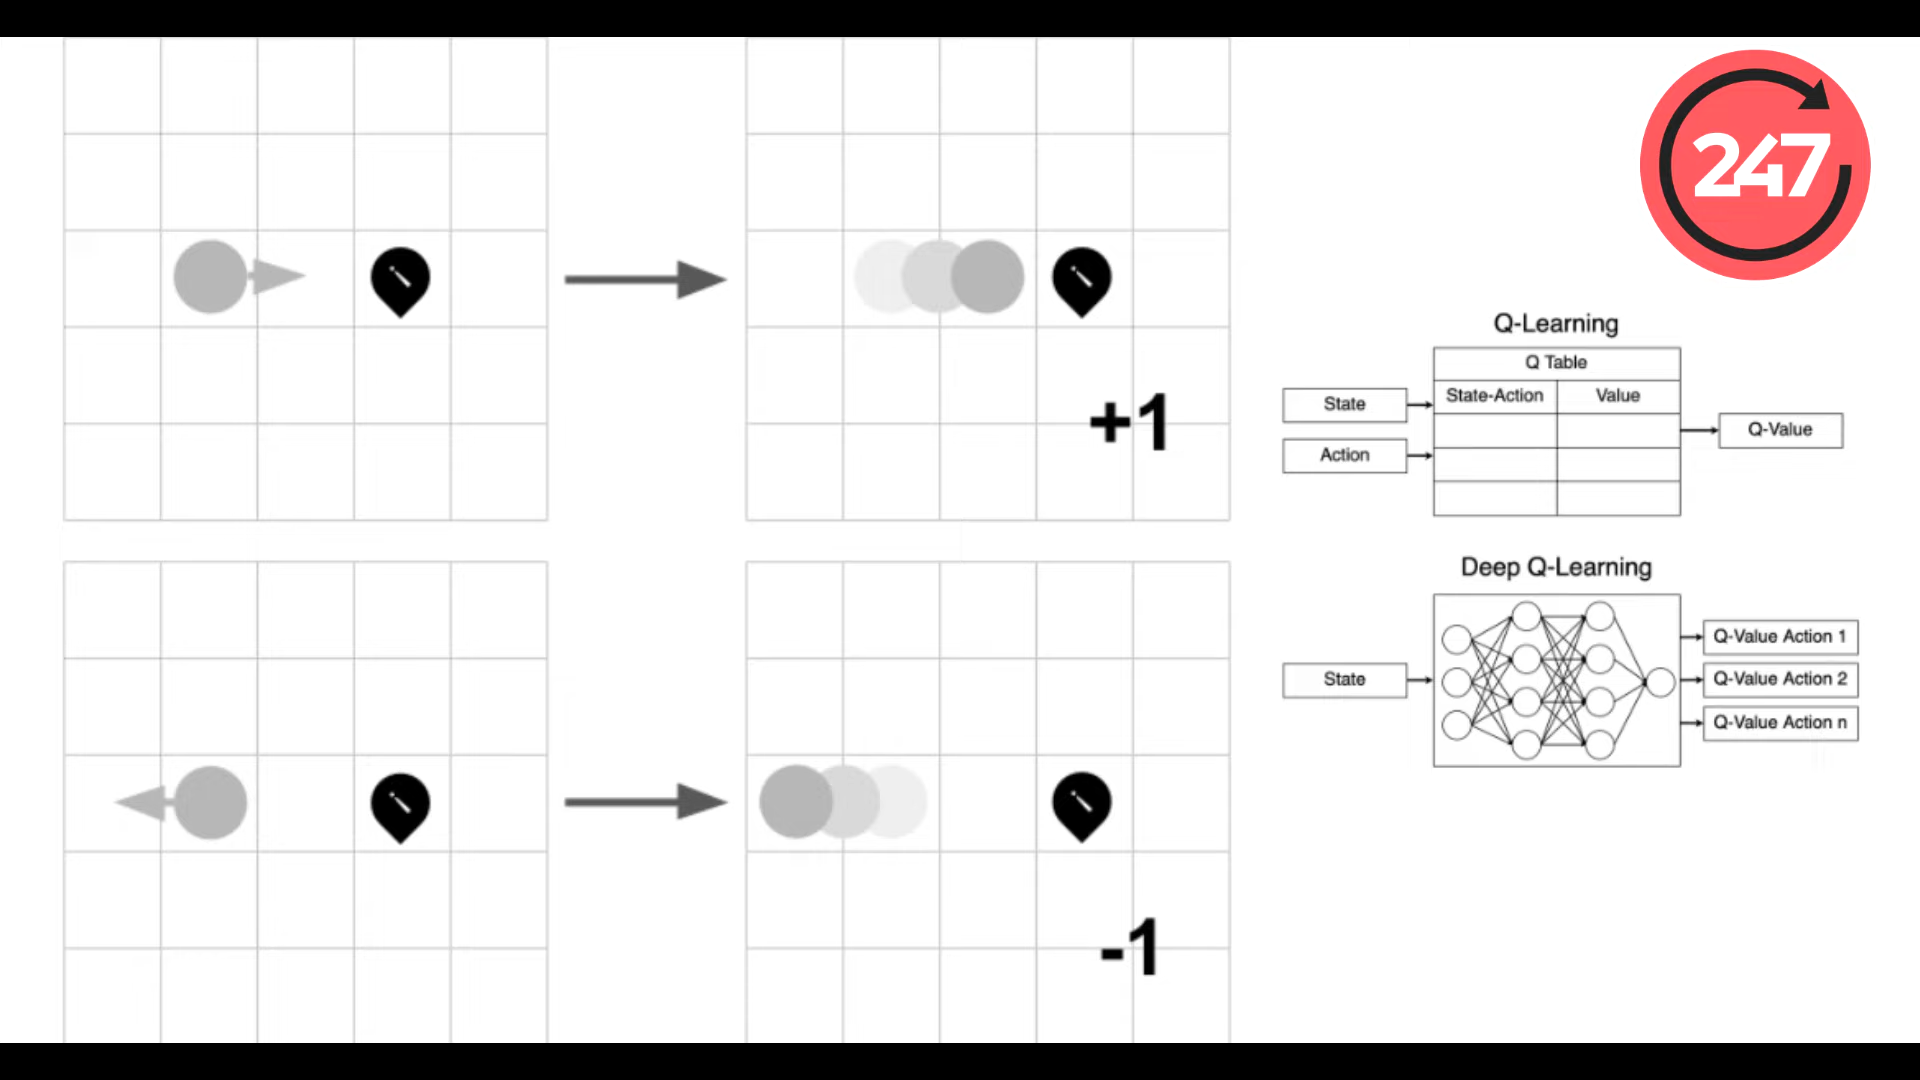 247
+1
-1
Q-Learning
Q Table
State-Action Value
State
Action
Q-Value
Deep Q-Learning
State
Q-Value Action 1
Q-Value Action 2
Q-Value Action n